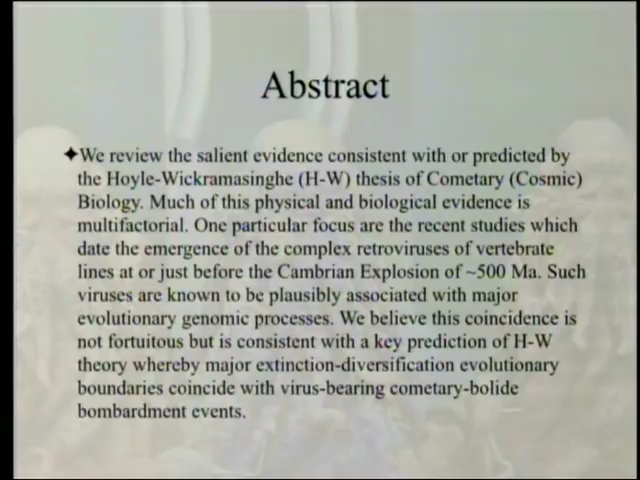 Abstract
✦We review the salient evidence consistent with or predicted by
the Hoyle-Wickramasinghe (H-W) thesis of Cometary (Cosmic)
Biology. Much of this physical and biological evidence is
multifactorial. One particular focus are the recent studies which
date the emergence of the complex retroviruses of vertebrate
lines at or just before the Cambrian Explosion of ~500 Ma. Such
viruses are known to be plausibly associated with major
evolutionary genomic processes. We believe this coincidence is
not fortuitous but is consistent with a key prediction of H-W
theory whereby major extinction-diversification evolutionary
boundaries coincide with virus-bearing cometary-bolide
bombardment events.